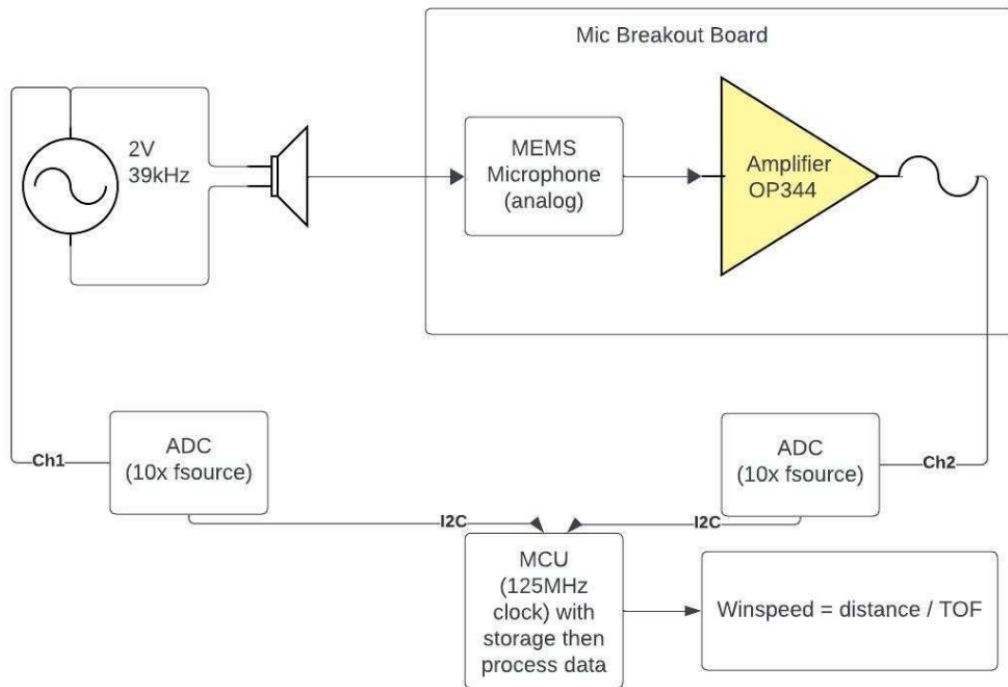 Mic Breakout Board
2V
39kHz
MEMS
Microphone
(analog)
Amplifier
OP344
ADC
(10x fsource)
Ch1
ADC
(10x fsource)
Ch2
I2C
I2C
MCU
(125MHz
clock) with
storage then
process data
Winspeed = distance / TOF